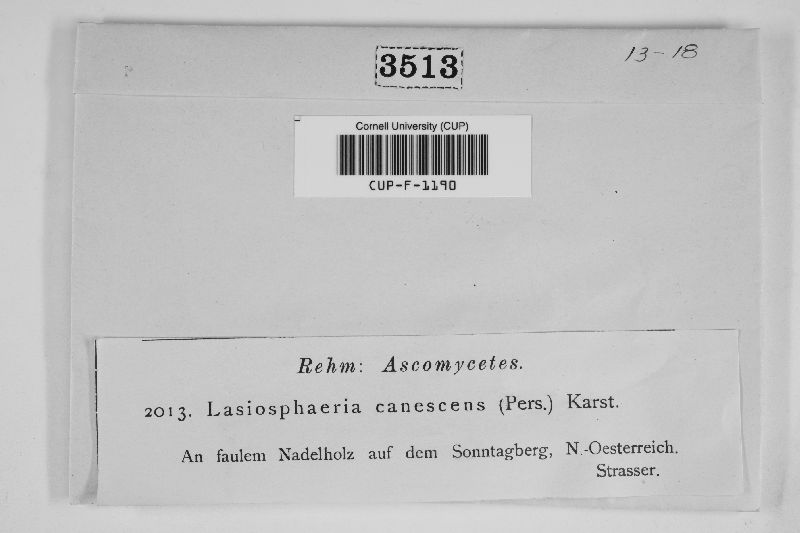 3513
13-18
Cornell University (CUP)
CUP-F-1190
Rehm: Ascomycetes.
2013. Lasiosphaeria canescens (Pers.) Karst.
An faulem Nadelholz auf dem Sonntagberg, N.-Oesterreich.
Strasser.